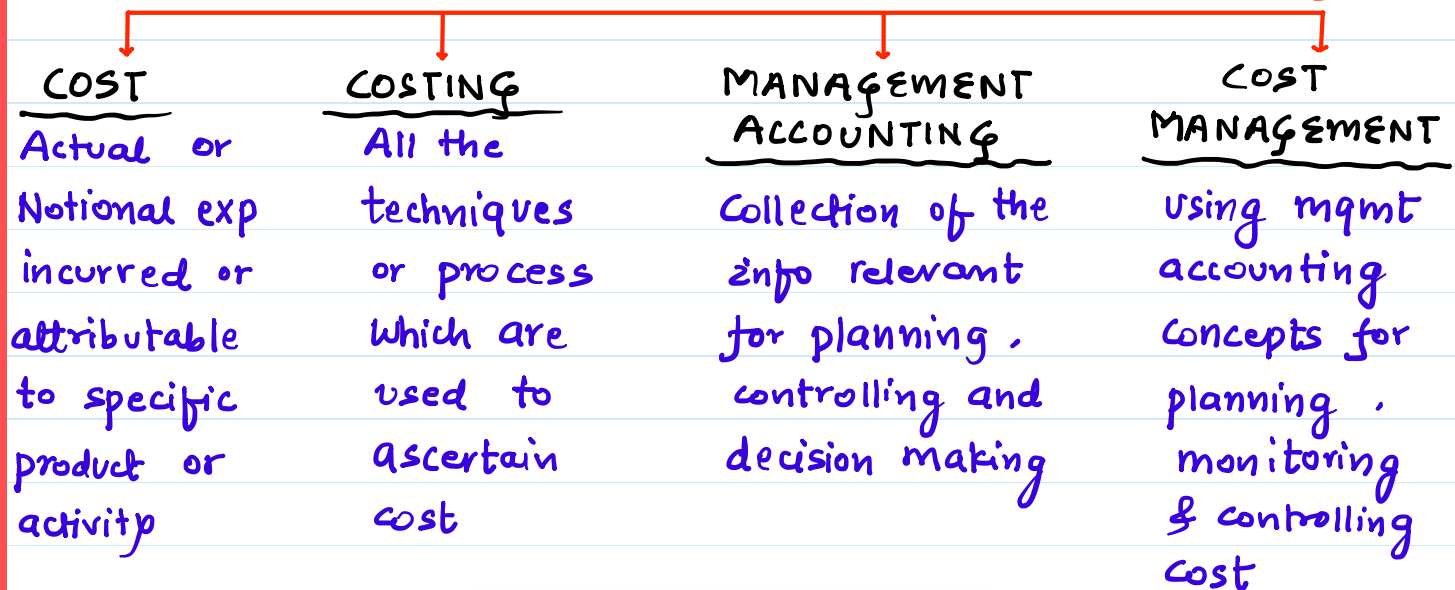 COST
Actual or
Notional exp
incurred or
attributable
to specific
product or
activity
COSTING
All the
techniques
or process
which are
used to
ascertain
cost
MANAGEMENT
ACCOUNTING
Collection of the
info relevant
for planning,
controlling and
decision making
COST
MANAGEMENT
using mgmt
accounting
concepts for
planning,
monitoring
& controlling
cost